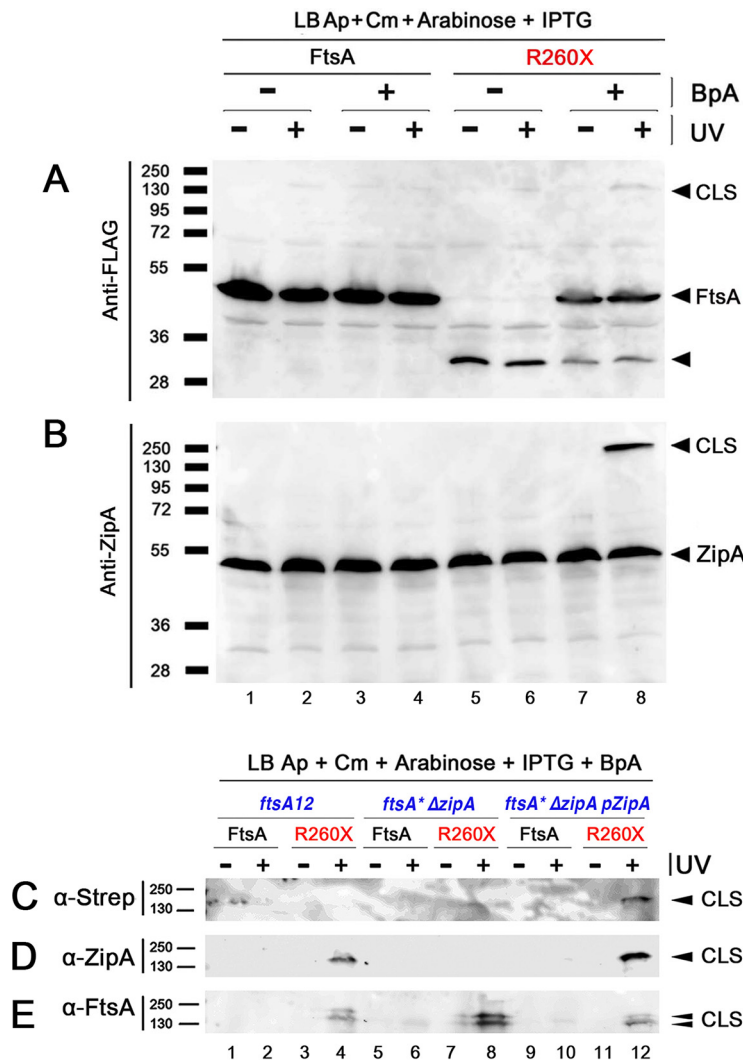 LB Ap + Cm + Arabinose + IPTG
FtsA R260X
− + − + BpA
− + − + − + − + UV
A
Anti-FLAG
250
130
95
72
55
36
28
CLS
FtsA
B
Anti-ZipA
250
130
95
72
55
36
28
CLS
ZipA
1 2 3 4 5 6 7 8
LB Ap + Cm + Arabinose + IPTG + BpA
ftsA12 ftsA* ΔzipA ftsA* ΔzipA pZipA
FtsA R260X FtsA R260X FtsA R260X
− + − + − + − + − + − + UV
C α-Strep 250 CLS
130
D α-ZipA 250 CLS
130
E α-FtsA 250 CLS
130
1 2 3 4 5 6 7 8 9 10 11 12